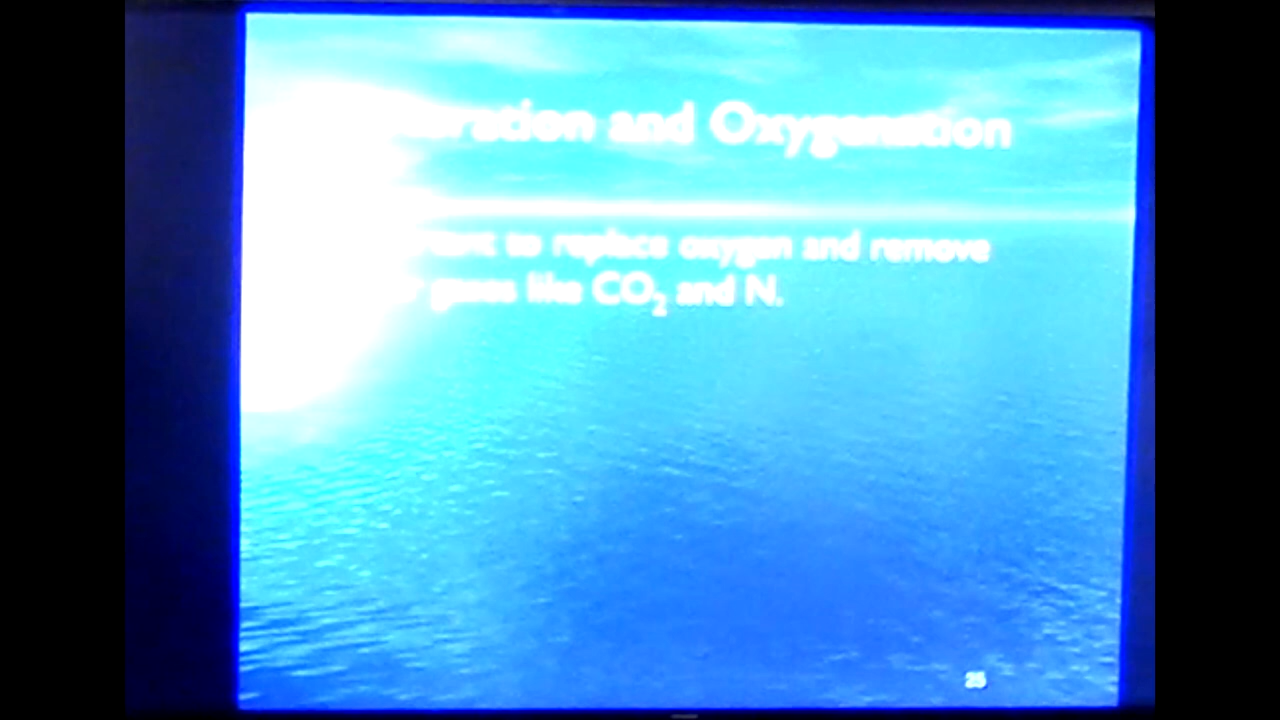 and Oxygenation
to replace oxygen and remove
gases like CO₂ and N.
25